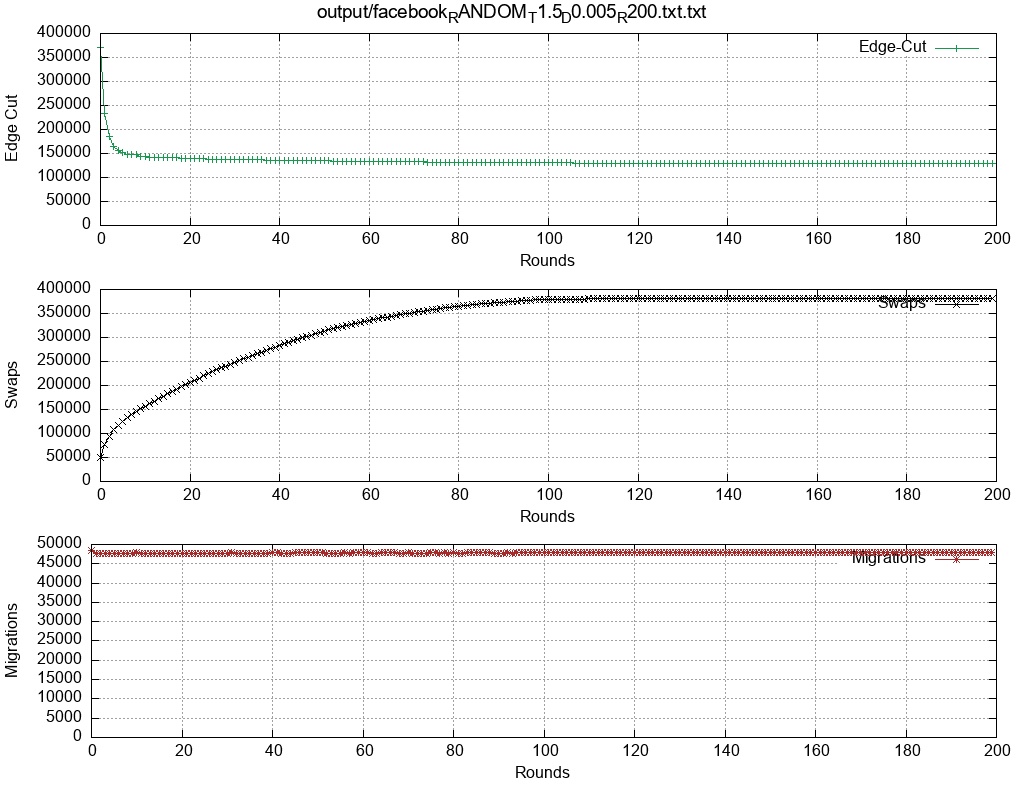 output/facebook_RANDOM_T1.5_D0.005_R200.txt.txt
400000
350000
300000
250000
200000
150000
100000
50000
0
Edge Cut
Edge-Cut
0 20 40 60 80 100 120 140 160 180 200
Rounds
400000
350000
300000
250000
200000
150000
100000
50000
0
Swaps
Swaps
0 20 40 60 80 100 120 140 160 180 200
Rounds
50000
45000
40000
35000
30000
25000
20000
15000
10000
5000
0
Migrations
Migrations
0 20 40 60 80 100 120 140 160 180 200
Rounds